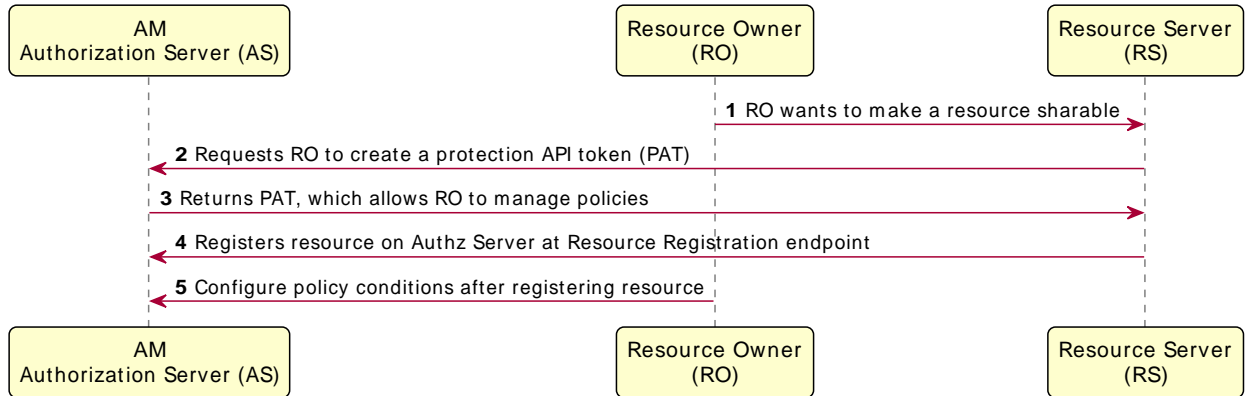 AM
Authorization Server (AS)
Resource Owner
(RO)
Resource Server
(RS)
1 RO wants to make a resource sharable
2 Requests RO to create a protection API token (PAT)
3 Returns PAT, which allows RO to manage policies
4 Registers resource on Authz Server at Resource Registration endpoint
5 Configure policy conditions after registering resource
AM
Authorization Server (AS)
Resource Owner
(RO)
Resource Server
(RS)